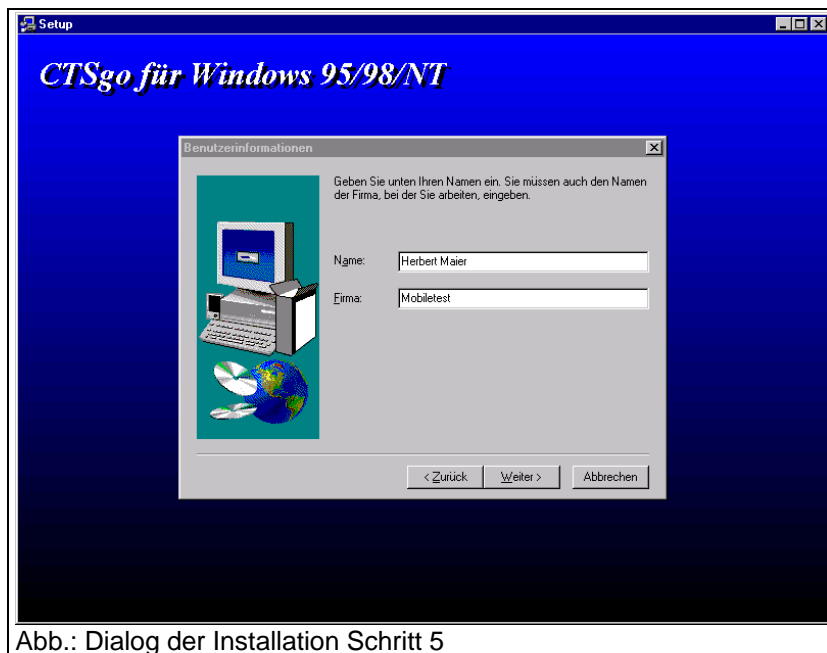 Setup
CTSgo für Windows 95/98/NT
Benutzerinformationen
Geben Sie unten Ihren Namen ein. Sie müssen auch den Namen
der Firma, bei der Sie arbeiten, eingeben.
Name: Herbert Maier
Firma: Mobiletest
< Zurück Weiter > Abbrechen
Abb.: Dialog der Installation Schritt 5